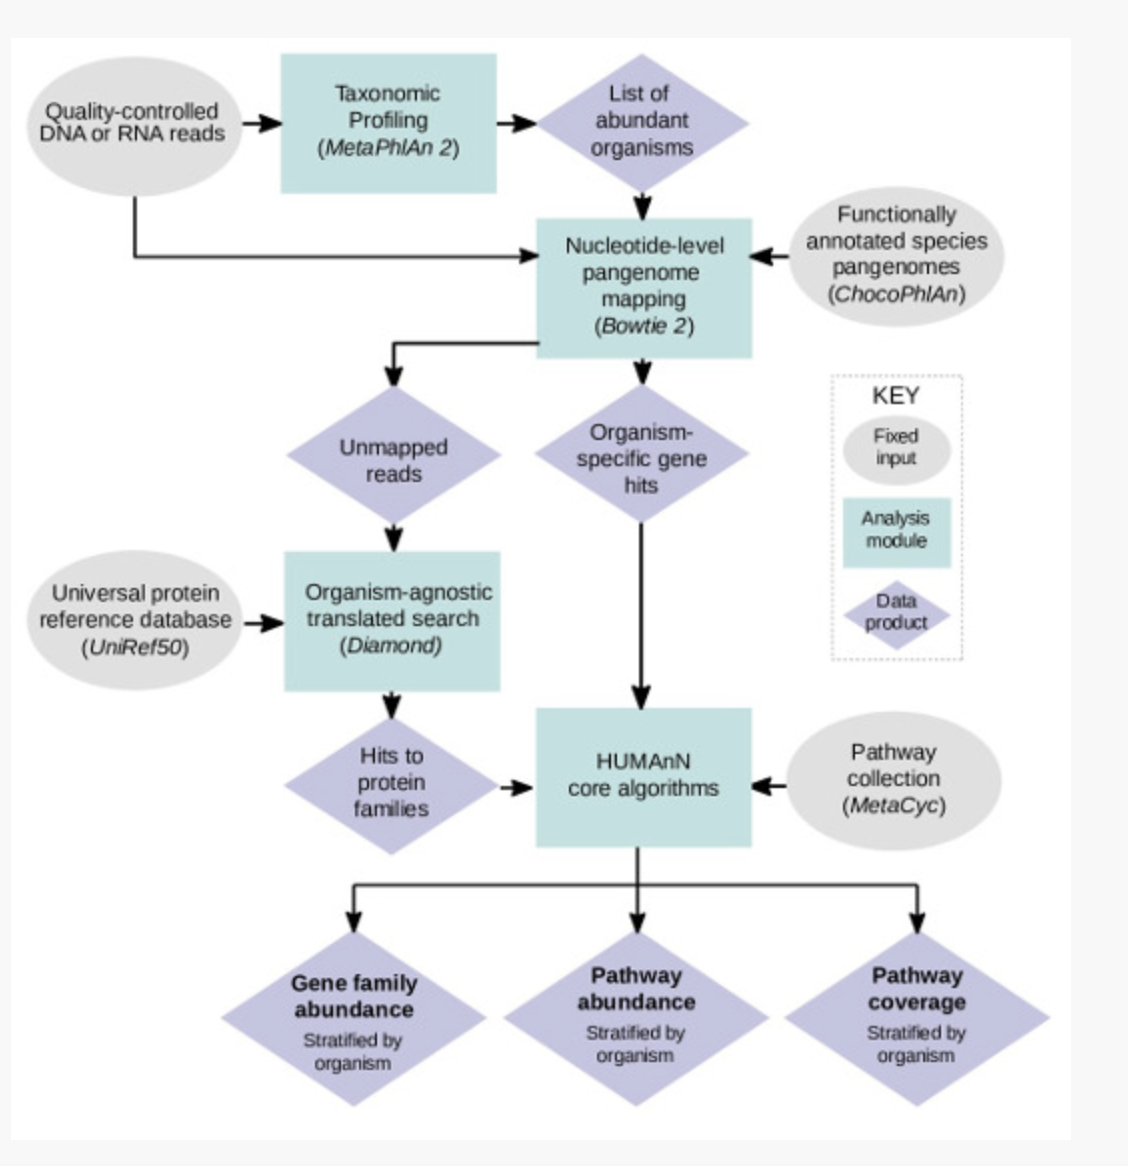 Quality-controlled
DNA or RNA reads
Taxonomic
Profiling
(MetaPhlAn 2)
List of
abundant
organisms
Nucleotide-level
pangenome
mapping
(Bowtie 2)
Functionally
annotated species
pangenomes
(ChocoPhlAn)
Unmapped
reads
Organism-
specific gene
hits
KEY
Fixed
input
Analysis
module
Data
product
Universal protein
reference database
(UniRef50)
Organism-agnostic
translated search
(Diamond)
Hits to
protein
families
HUMAnN
core algorithms
Pathway
collection
(MetaCyc)
Gene family
abundance
Stratified by
organism
Pathway
abundance
Stratified by
organism
Pathway
coverage
Stratified by
organism